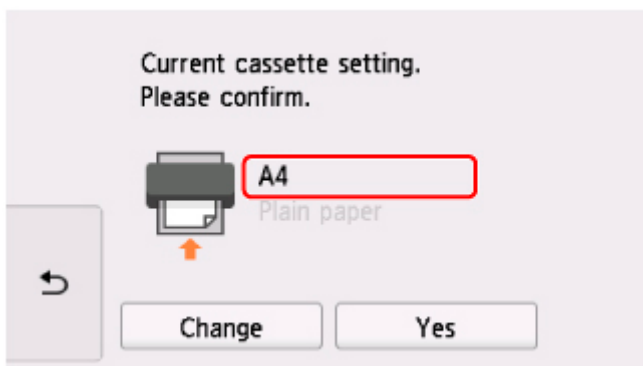 Current cassette setting.
Please confirm.
A4
Plain paper
Change
Yes